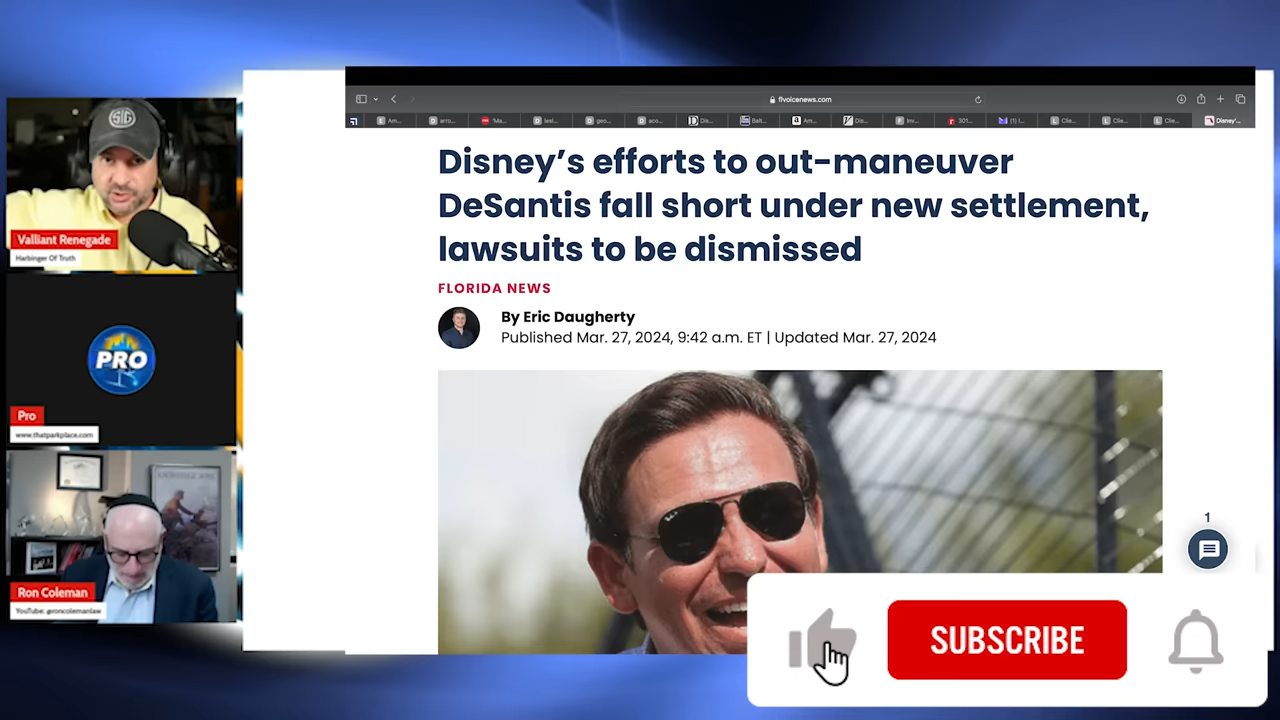 SIG
Valliant Renegade
Harbinger Of Truth
PRO
Pro
www.thatparkplace.com
Ron Coleman
YouTube: @roncolemanlaw
flvoicenews.com
Disney's efforts to out-maneuver
DeSantis fall short under new settlement,
lawsuits to be dismissed
FLORIDA NEWS
By Eric Daugherty
Published Mar. 27, 2024, 9:42 a.m. ET | Updated Mar. 27, 2024
1
SUBSCRIBE